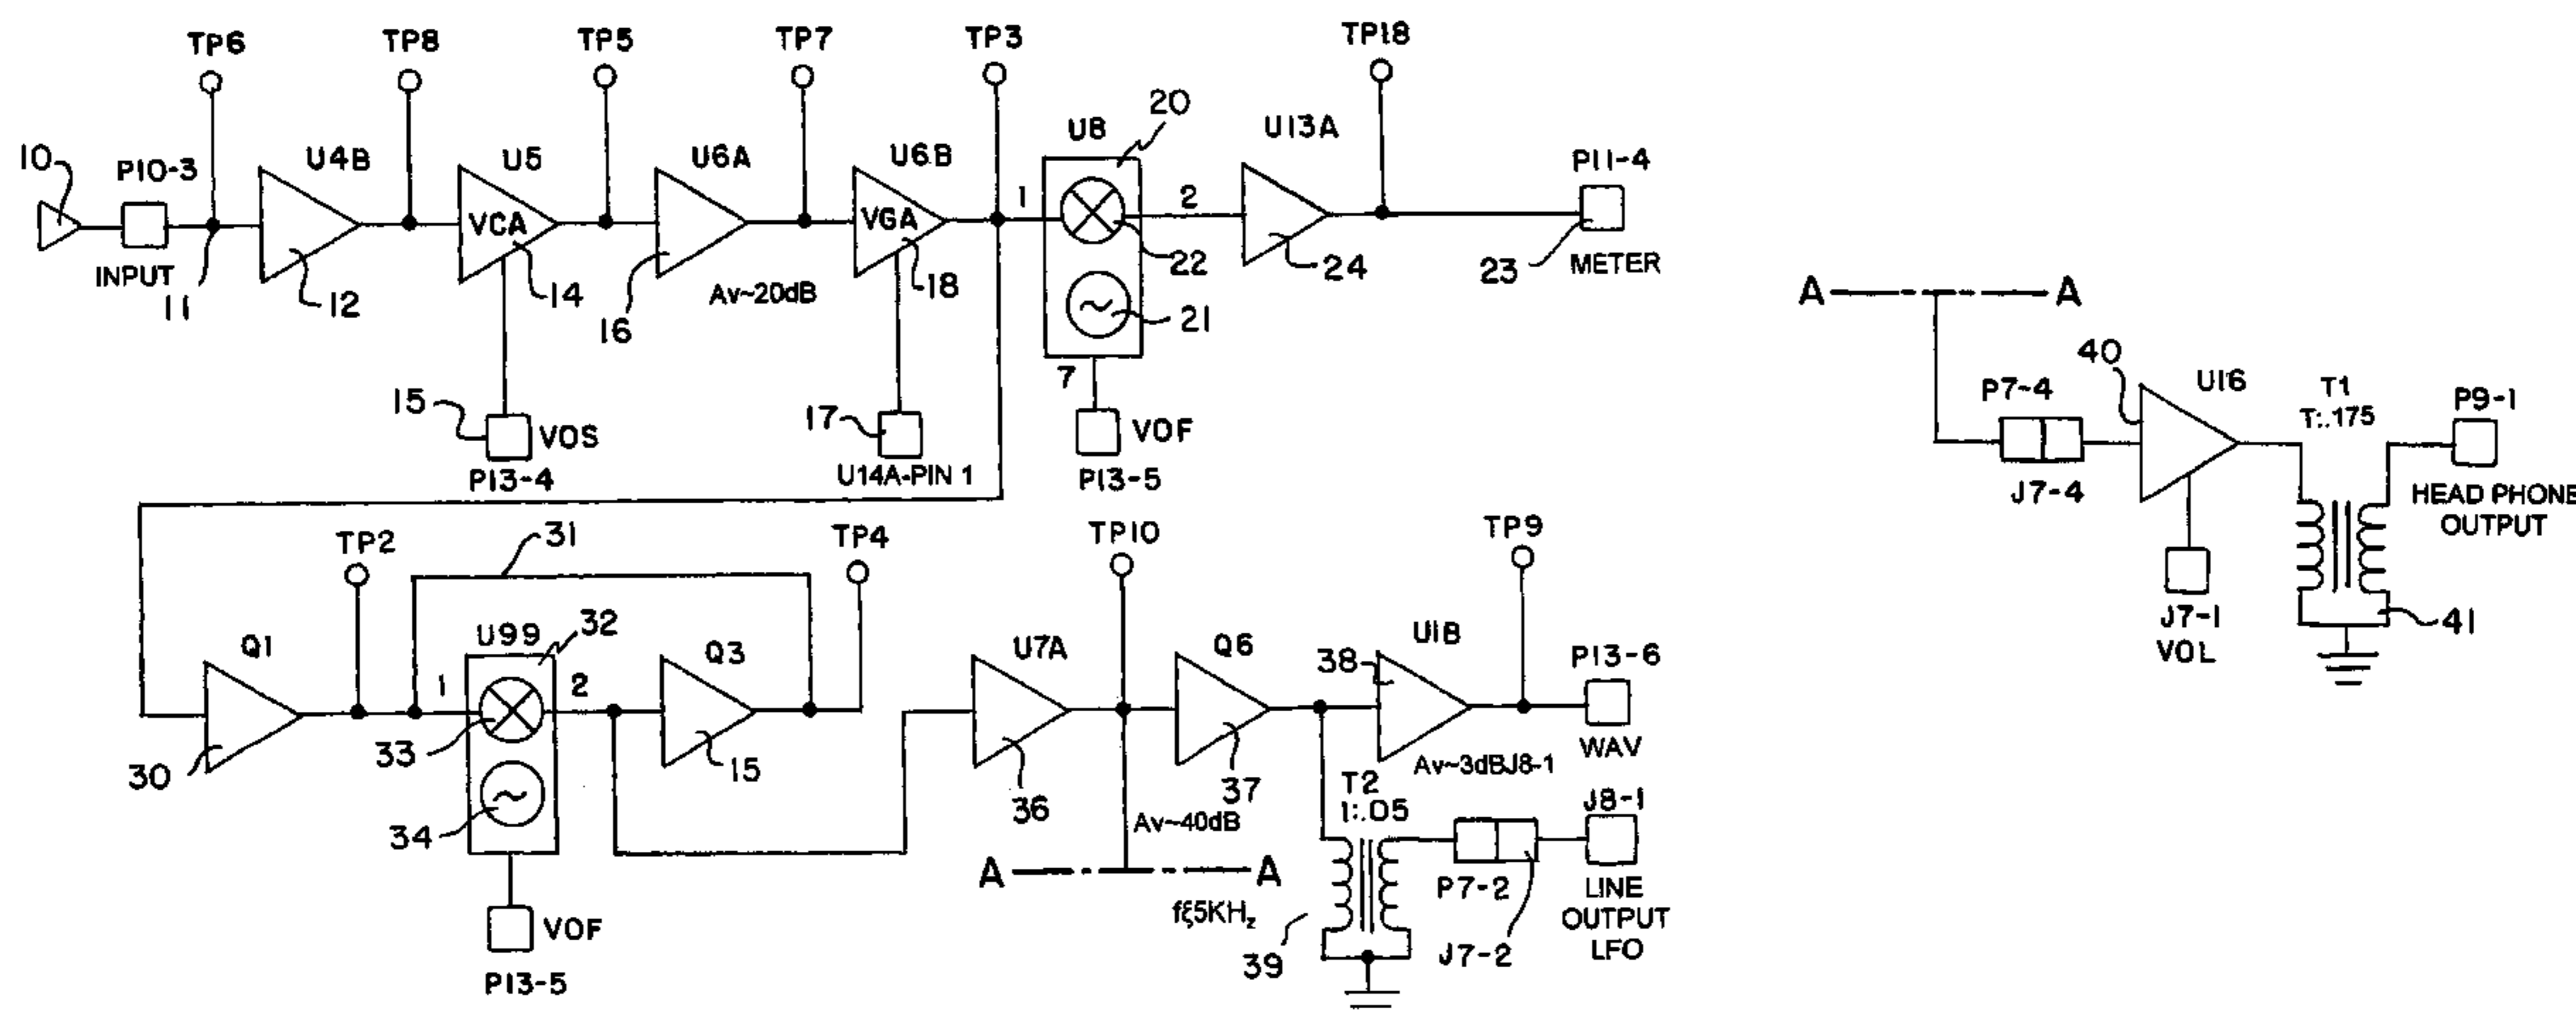 TP6 TP8 TP5 TP7 TP3 TP18
20
10 P10-3 U4B U5 U6A U6B U8 U13A P11-4
1 2
VCA VGA
INPUT 11 12 14 16 Av~20dB 18 22 24 23 METER
21
15 VOS 17 7 VOF
P13-4 U14A-PIN 1 P13-5
A A
40 U16 T1
P7-4 T:.175 P9-1
J7-4 HEAD PHONE
OUTPUT
J7-1 41
VOL
TP2 31 TP4 TP10 TP9
Q1 U99 32 Q3 U7A Q6 U1B
1 2 38 P13-6
30 33 15 36 37 Av~3dBJ8-1 WAV
34 Av~40dB T2 J8-1
1:.05
A A P7-2 LINE
fξ5KHz OUTPUT
VOF 39 J7-2 LFO
P13-5